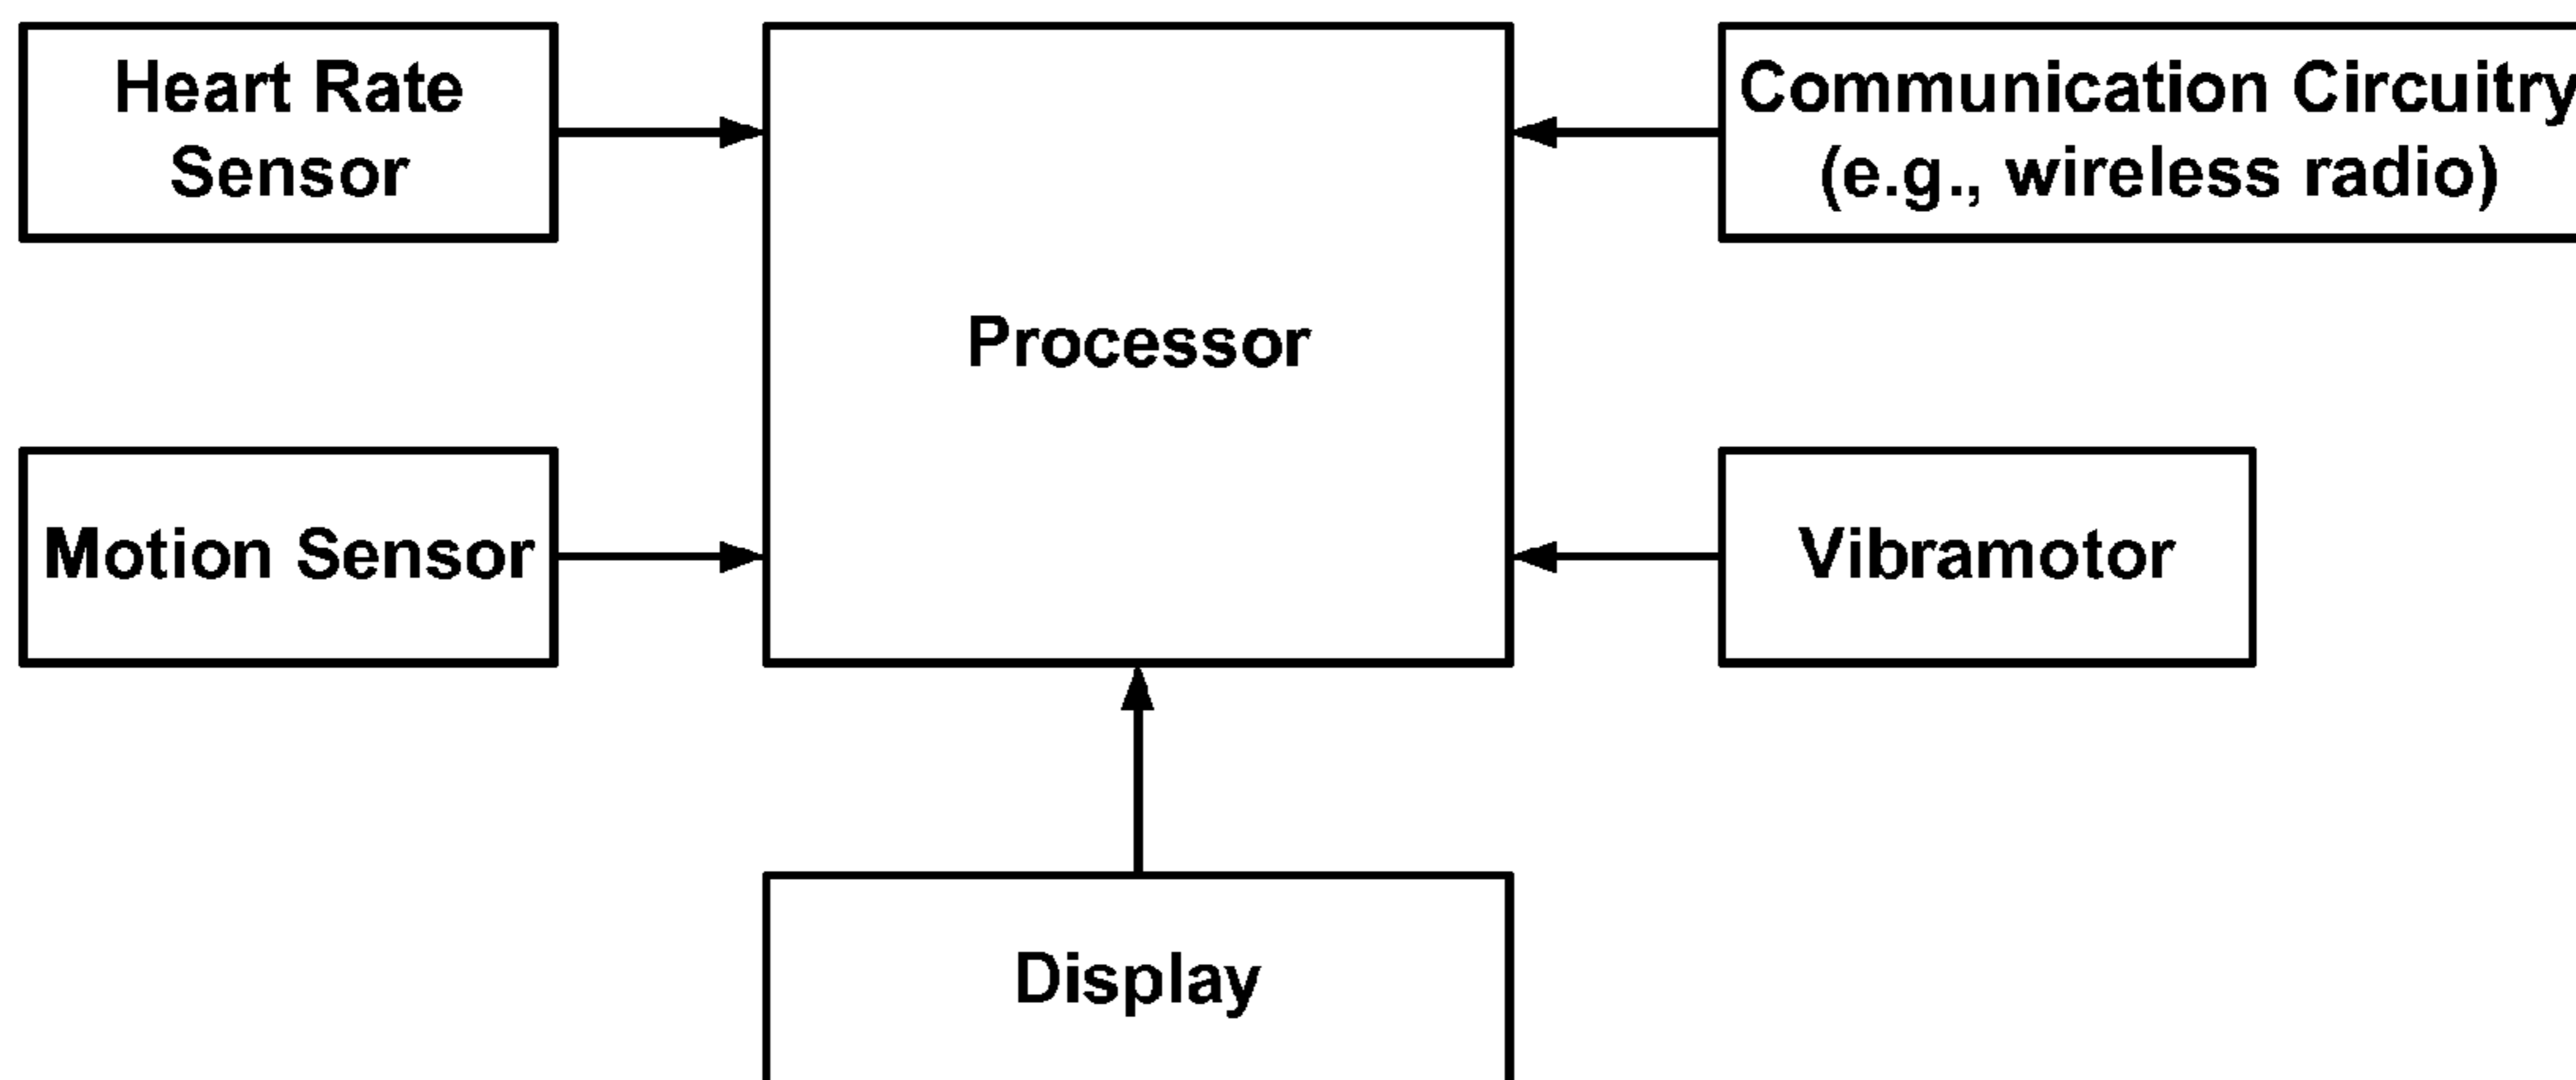 Heart Rate
Sensor
Processor
Communication Circuitry
(e.g., wireless radio)
Motion Sensor
Vibramotor
Display